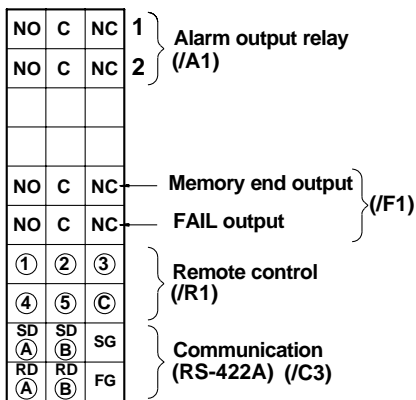 NO C NC 1
Alarm output relay
(/A1)
NO C NC 2
NO C NC Memory end output
(/F1)
NO C NC FAIL output
① ② ③
Remote control
(/R1)
④ ⑤ Ⓒ
SD SD
Ⓐ Ⓑ SG
Communication
(RS-422A) (/C3)
RD RD
Ⓐ Ⓑ FG